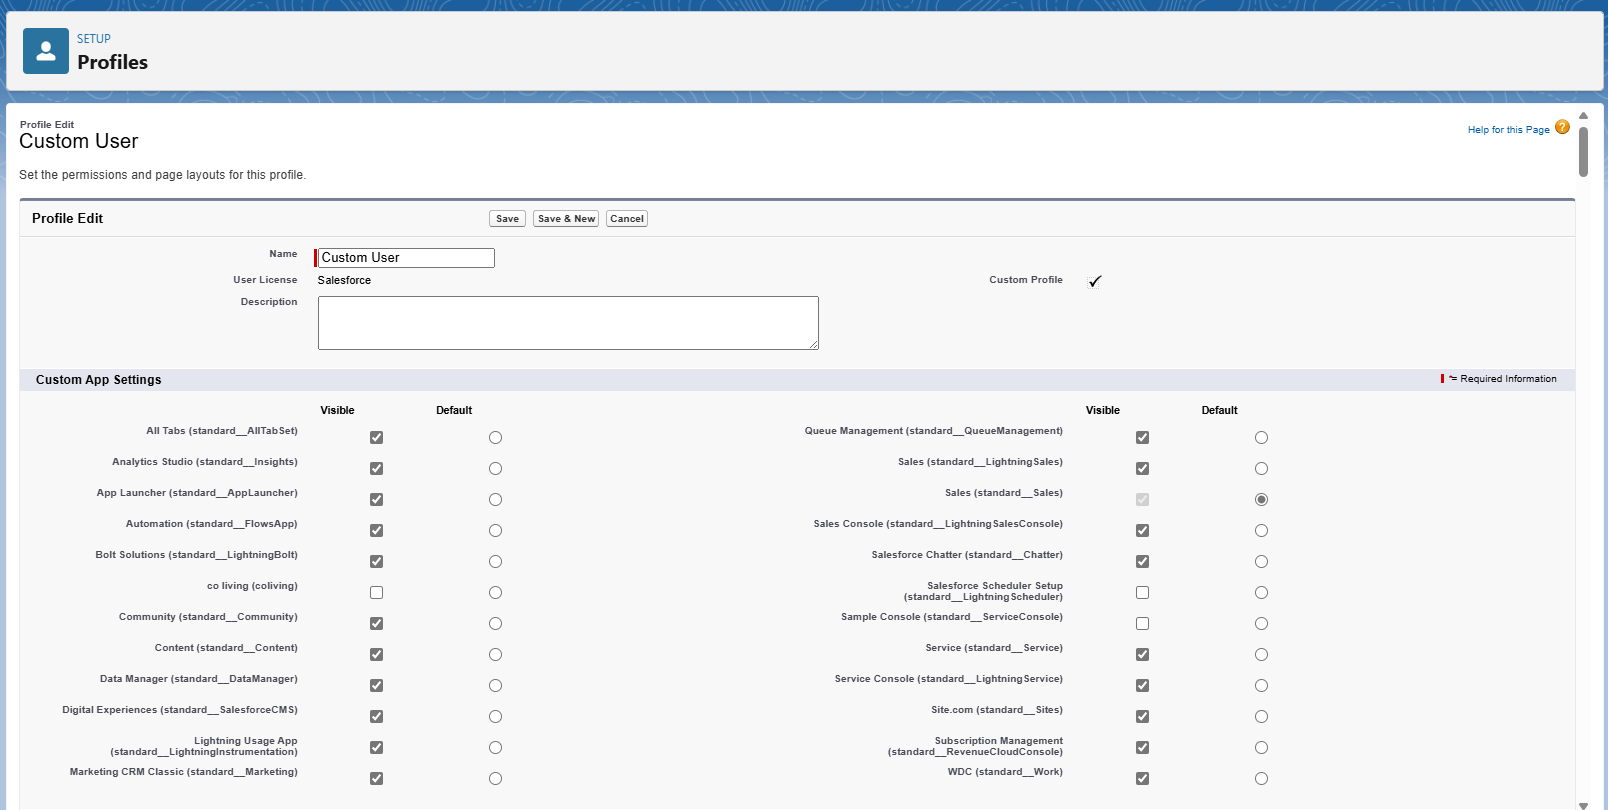 SETUP
Profiles
Profile Edit
Custom User
Help for this Page
Set the permissions and page layouts for this profile.
Profile Edit
Save
Save & New
Cancel
Name
Custom User
User License
Salesforce
Custom Profile
Description
Custom App Settings
= Required Information
Visible
Default
Visible
Default
All Tabs (standard__AllTabSet)
Queue Management (standard__QueueManagement)
Analytics Studio (standard__Insights)
Sales (standard__LightningSales)
App Launcher (standard__AppLauncher)
Sales (standard__Sales)
Automation (standard__FlowsApp)
Sales Console (standard__LightningSalesConsole)
Bolt Solutions (standard__LightningBolt)
Salesforce Chatter (standard__Chatter)
co living (coliving)
Salesforce Scheduler Setup
(standard__LightningScheduler)
Community (standard__Community)
Sample Console (standard__ServiceConsole)
Content (standard__Content)
Service (standard__Service)
Data Manager (standard__DataManager)
Service Console (standard__LightningService)
Digital Experiences (standard__SalesforceCMS)
Site.com (standard__Sites)
Lightning Usage App
(standard__LightningInstrumentation)
Subscription Management
(standard__RevenueCloudConsole)
Marketing CRM Classic (standard__Marketing)
WDC (standard__Work)